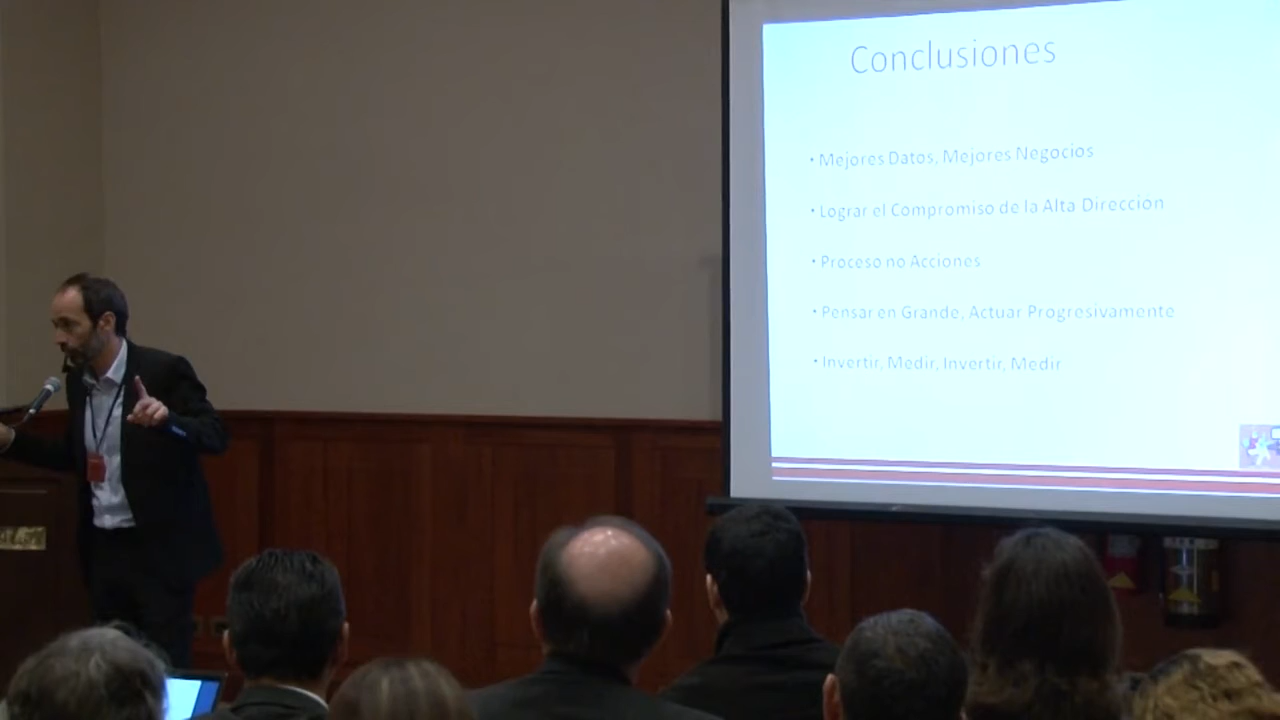 Conclusiones
• Mejores Datos, Mejores Negocios
• Lograr el Compromiso de la Alta Dirección
• Proceso no Acciones
• Pensar en Grande, Actuar Progresivamente
• Invertir, Medir, Invertir, Medir